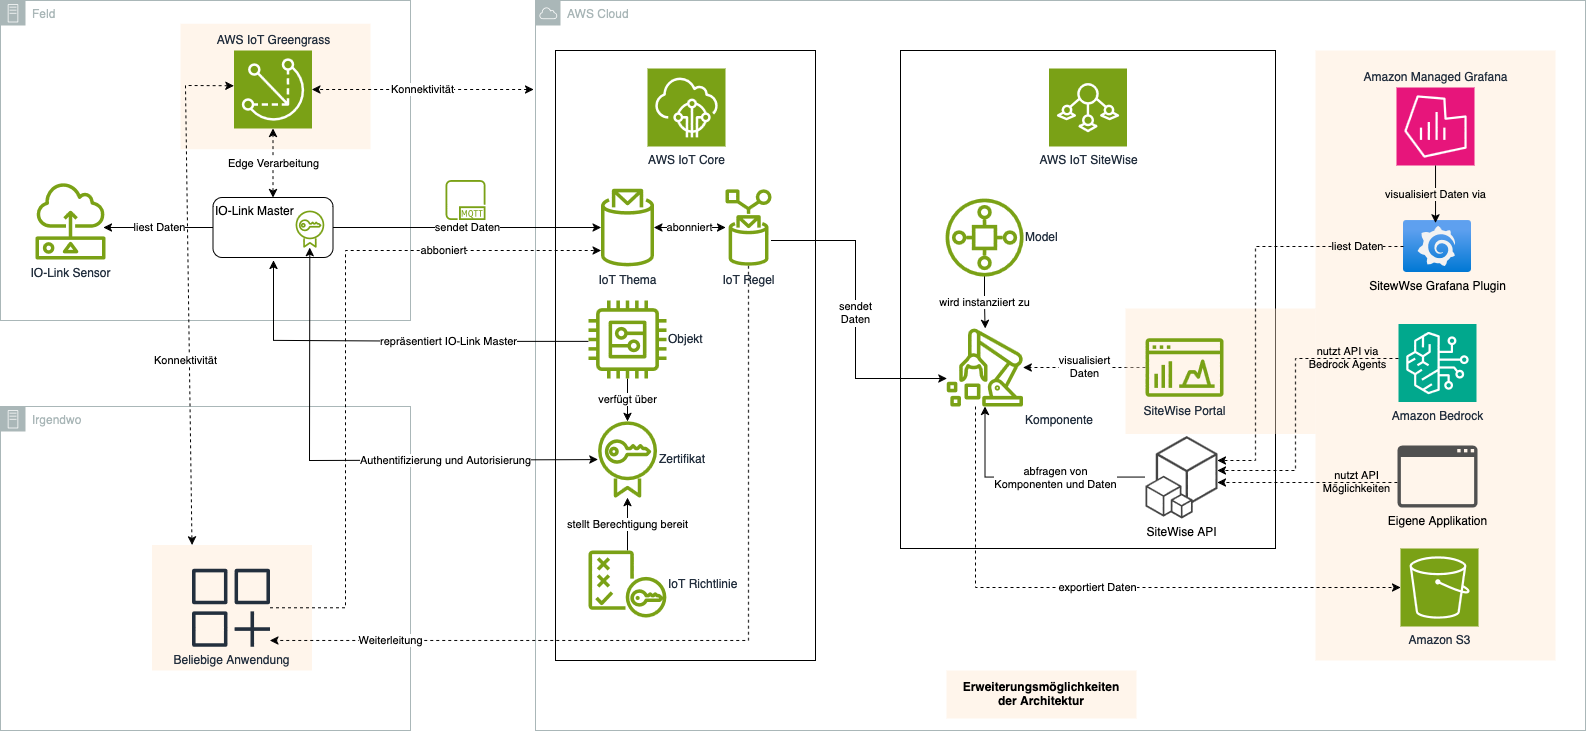 Feld
AWS IoT Greengrass
Konnektivität
Edge Verarbeitung
IO-Link Master
liest Daten
IO-Link Sensor
MQTT
sendet Daten
abboniert
repräsentiert IO-Link Master
Konnektivität
Authentifizierung und Autorisierung
Irgendwo
Beliebige Anwendung
Weiterleitung
AWS Cloud
AWS IoT Core
IoT Thema
abonniert
IoT Regel
Objekt
verfügt über
Zertifikat
stellt Berechtigung bereit
IoT Richtlinie
sendet
Daten
AWS IoT SiteWise
Model
wird instanziiert zu
Komponente
visualisiert
Daten
SiteWise Portal
abfragen von
Komponenten und Daten
SiteWise API
exportiert Daten
Amazon Managed Grafana
visualisiert Daten via
liest Daten
SitewWse Grafana Plugin
nutzt API via
Bedrock Agents
Amazon Bedrock
nutzt API
Möglichkeiten
Eigene Applikation
Amazon S3
Erweiterungsmöglichkeiten
der Architektur